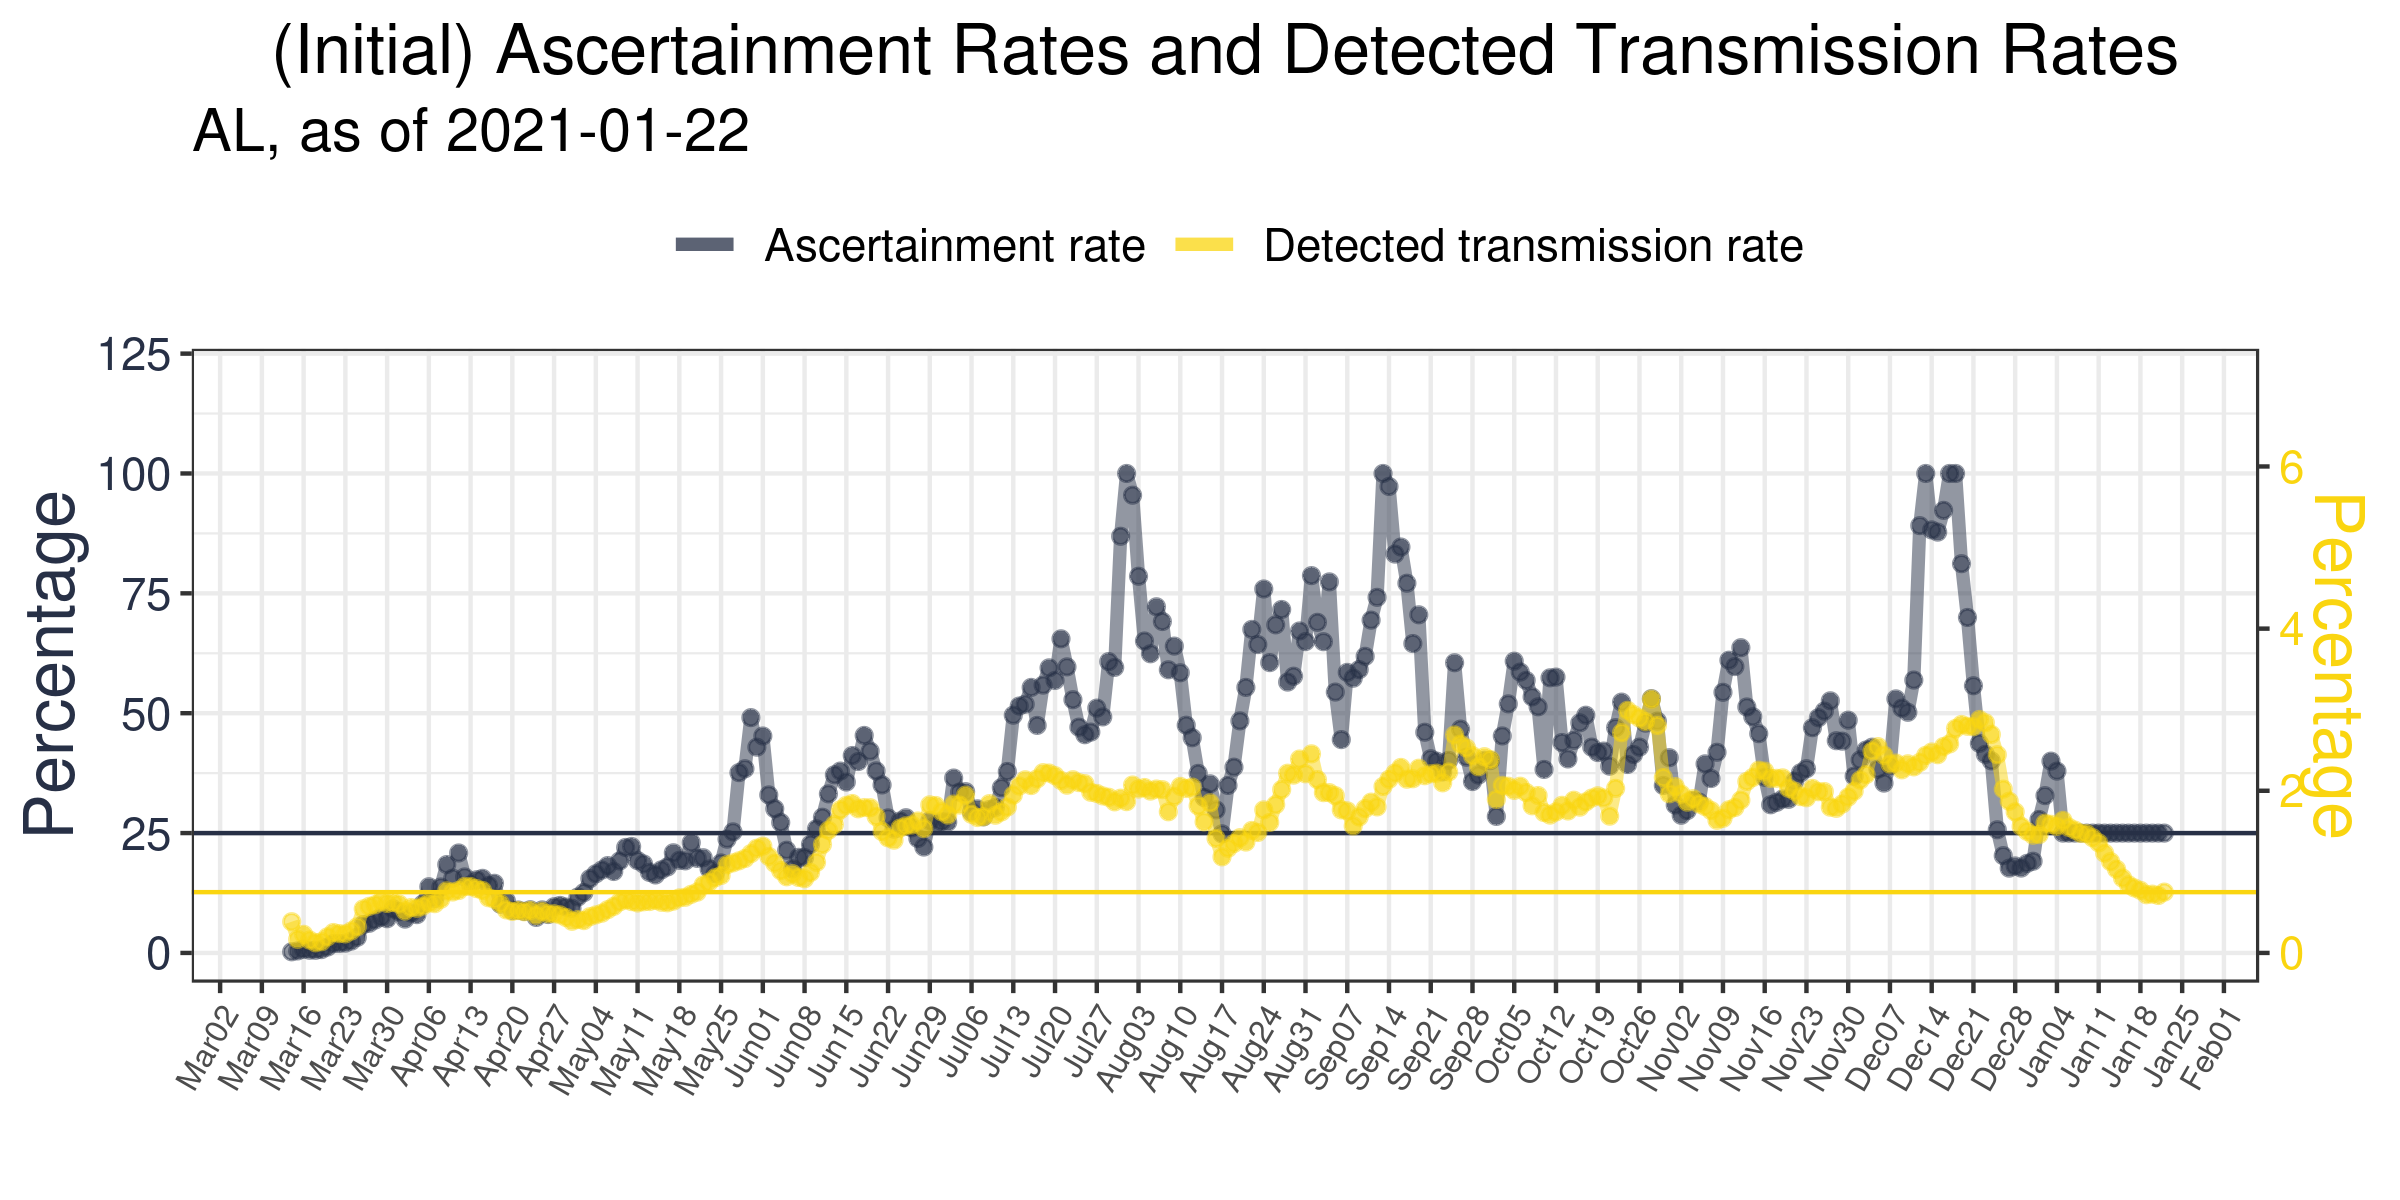 (Initial) Ascertainment Rates and Detected Transmission Rates
AL, as of 2021-01-22
Ascertainment rate
Detected transmission rate
Percentage
125
100
75
50
25
0
6
4
2
0
Percentage
Mar02
Mar09
Mar16
Mar23
Mar30
Apr06
Apr13
Apr20
Apr27
May04
May11
May18
May25
Jun01
Jun08
Jun15
Jun22
Jun29
Jul06
Jul13
Jul20
Jul27
Aug03
Aug10
Aug17
Aug24
Aug31
Sep07
Sep14
Sep21
Sep28
Oct05
Oct12
Oct19
Oct26
Nov02
Nov09
Nov16
Nov23
Nov30
Dec07
Dec14
Dec21
Dec28
Jan04
Jan11
Jan18
Jan25
Feb01